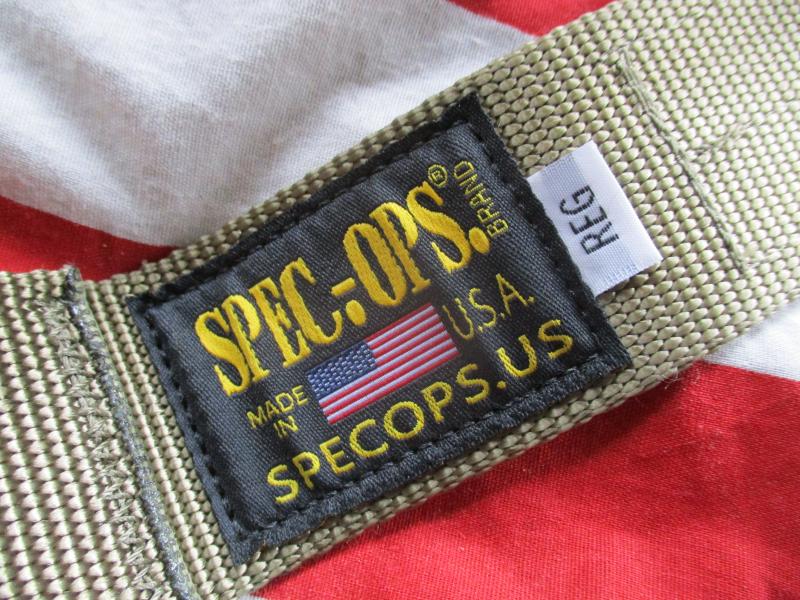 SPEC.-OPS.®
BRAND
MADE
IN
U.S.A.
SPECOPS.US
REG